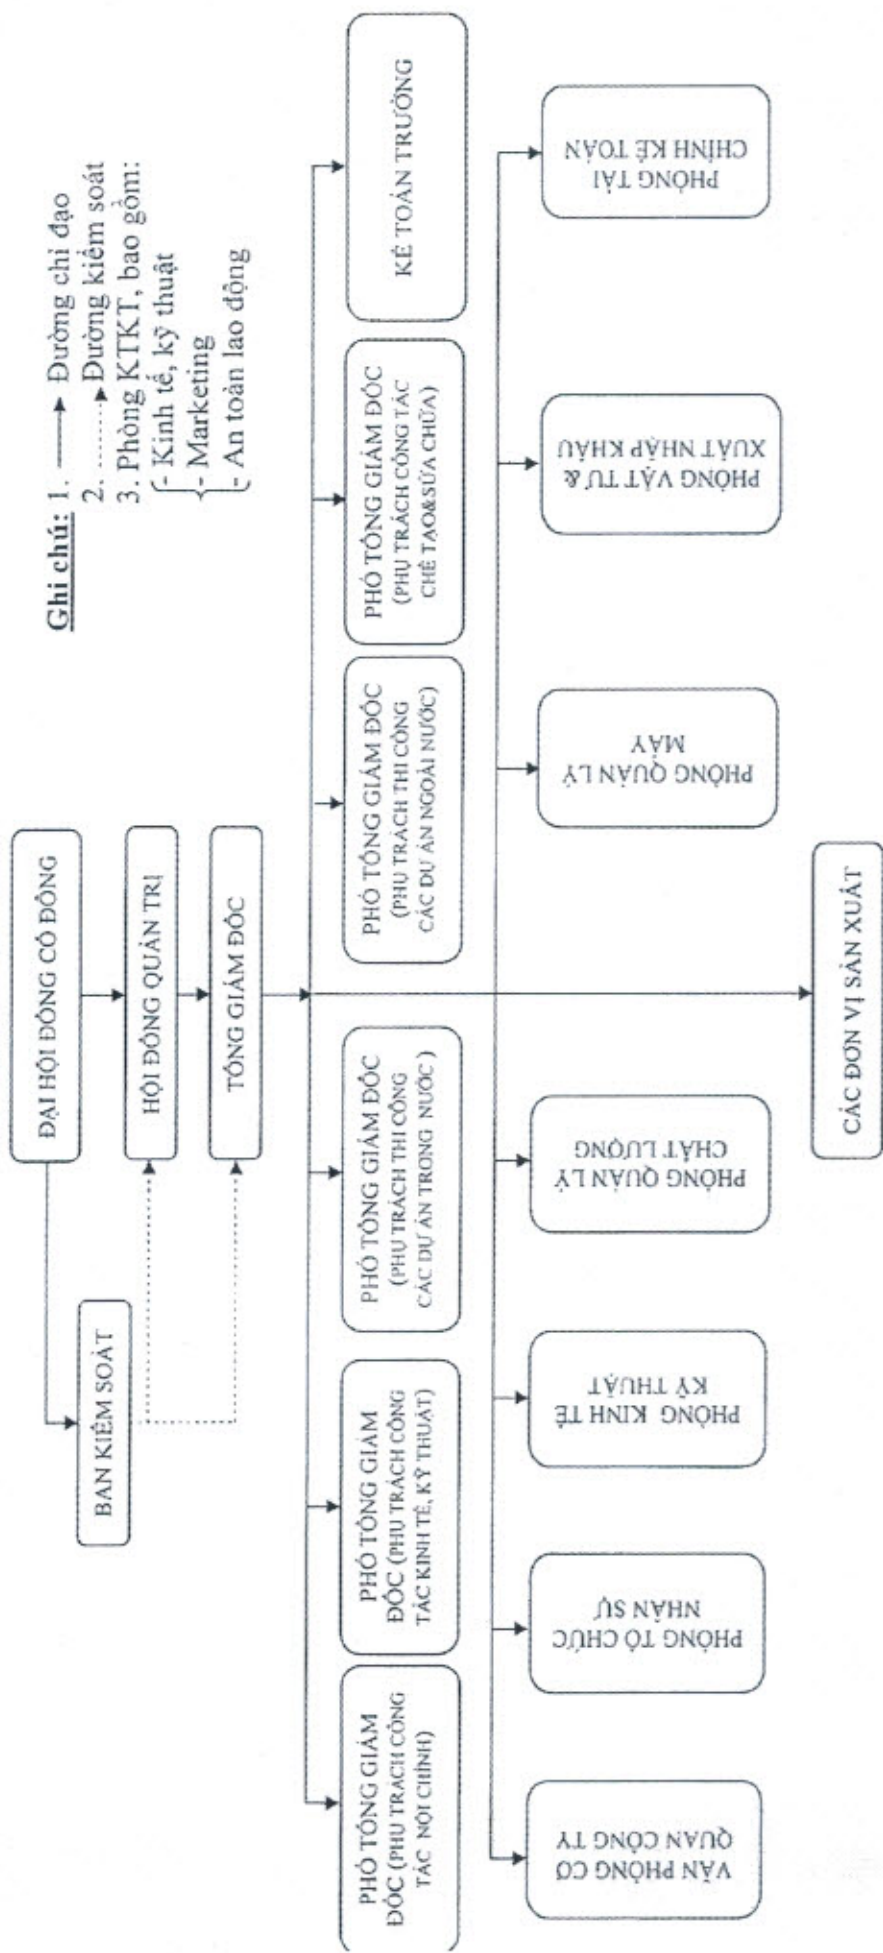 ĐẠI HỘI ĐỒNG CỔ ĐÔNG
Ghi chú: 1. Đường chỉ đạo
2. Đường kiểm soát
3. Phòng KTKT, bao gồm:
- Kinh tế, kỹ thuật
- Marketing
- An toàn lao động
BAN KIỂM SOÁT
HỘI ĐỒNG QUẢN TRỊ
TỔNG GIÁM ĐỐC
PHÓ TỔNG GIÁM
ĐỐC (PHỤ TRÁCH CÔNG
TÁC NỘI CHÍNH)
PHÓ TỔNG GIÁM
ĐỐC (PHỤ TRÁCH CÔNG
TÁC KINH TẾ, KỸ THUẬT)
PHÓ TỔNG GIÁM ĐỐC
(PHỤ TRÁCH THI CÔNG
CÁC DỰ ÁN TRONG NƯỚC )
PHÓ TỔNG GIÁM ĐỐC
(PHỤ TRÁCH THI CÔNG
CÁC DỰ ÁN NGOÀI NƯỚC)
PHÓ TỔNG GIÁM ĐỐC
(PHỤ TRÁCH CÔNG TÁC
CHẾ TẠO&SỬA CHỮA)
KẾ TOÁN TRƯỞNG
VĂN PHÒNG CƠ
QUAN CÔNG TY
PHÒNG TỔ CHỨC
NHÂN SỰ
PHÒNG KINH TẾ
KỸ THUẬT
PHÒNG QUẢN LÝ
CHẤT LƯỢNG
PHÒNG QUẢN LÝ
MÁY
PHÒNG VẬT TƯ &
XUẤT NHẬP KHẨU
PHÒNG TÀI
CHÍNH KẾ TOÁN
CÁC ĐƠN VỊ SẢN XUẤT